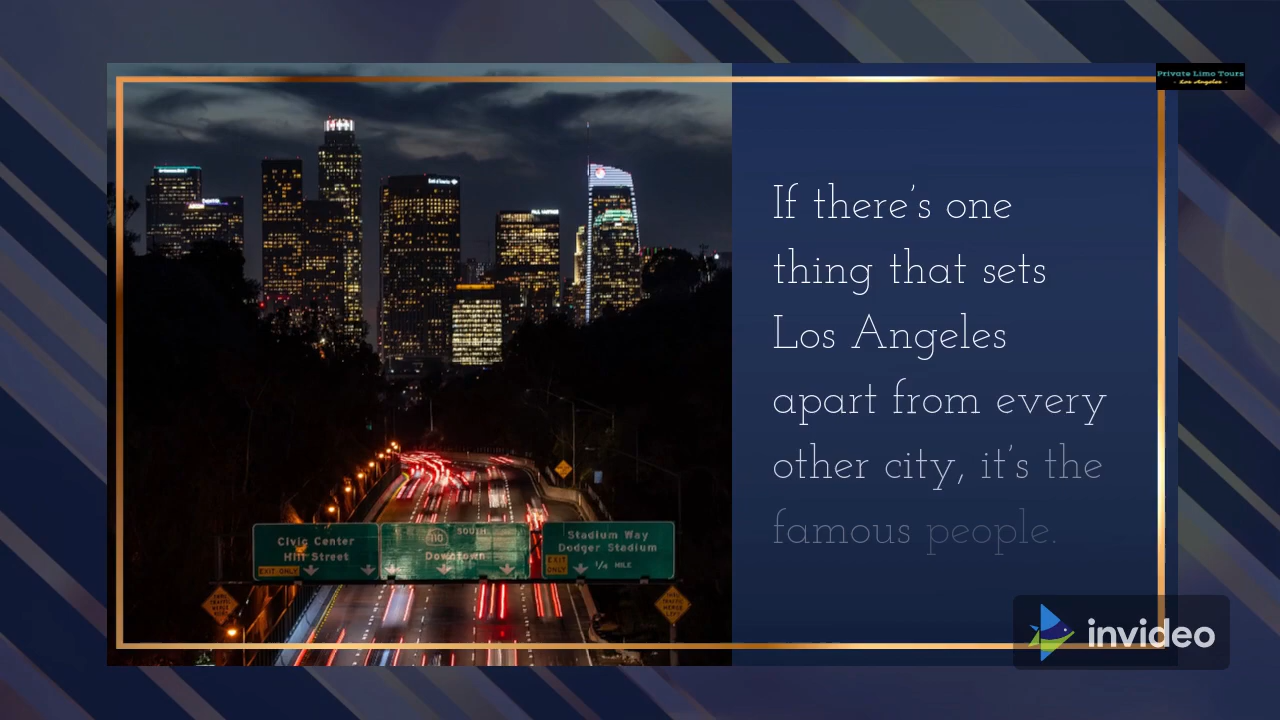 Private Limo Tours
- Los Angeles -
If there's one
thing that sets
Los Angeles
apart from every
other city, it's the
famous people.
Civic Center
Hill Street
EXIT ONLY
110 SOUTH
Downtown
Stadium Way
Dodger Stadium
EXIT ONLY
1/4 MILE
invideo